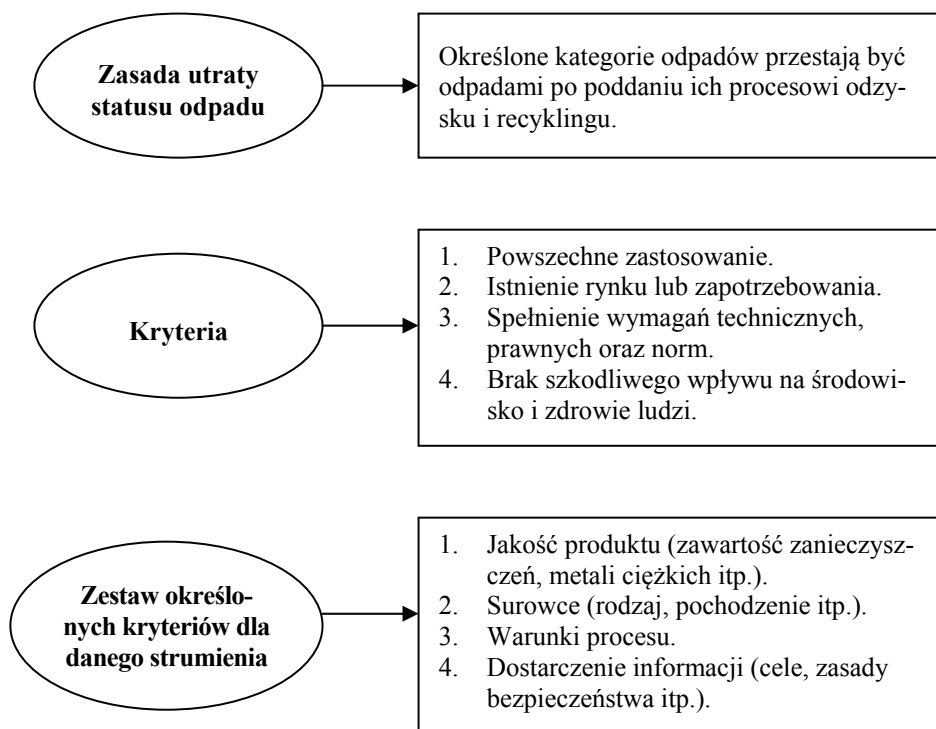 Zasada utraty
statusu odpadu
Określone kategorie odpadów przestają być
odpadami po poddaniu ich procesowi odzy-
sku i recyklingu.
Kryteria
1. Powszechne zastosowanie.
2. Istnienie rynku lub zapotrzebowania.
3. Spełnienie wymagań technicznych,
prawnych oraz norm.
4. Brak szkodliwego wpływu na środowi-
sko i zdrowie ludzi.
Zestaw określo-
nych kryteriów dla
danego strumienia
1. Jakość produktu (zawartość zanieczysz-
czeń, metali ciężkich itp.).
2. Surowce (rodzaj, pochodzenie itp.).
3. Warunki procesu.
4. Dostarczenie informacji (cele, zasady
bezpieczeństwa itp.).